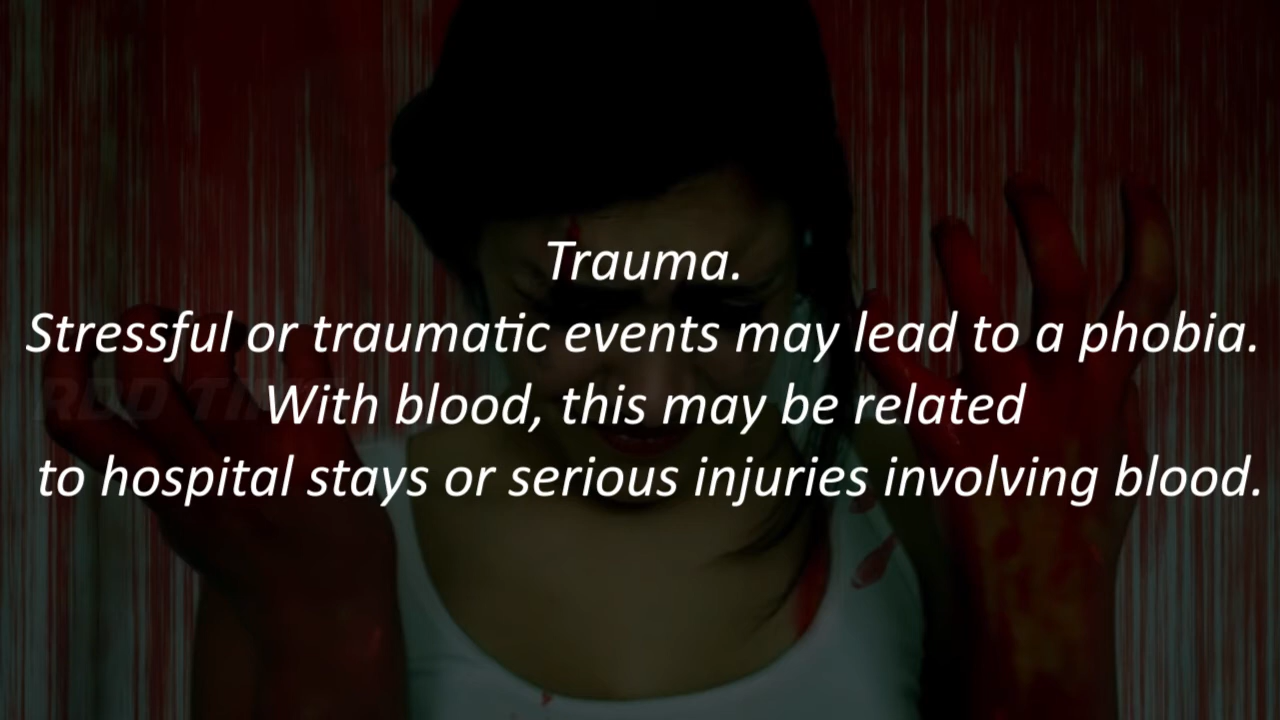 Trauma.
Stressful or traumatic events may lead to a phobia.
With blood, this may be related
to hospital stays or serious injuries involving blood.